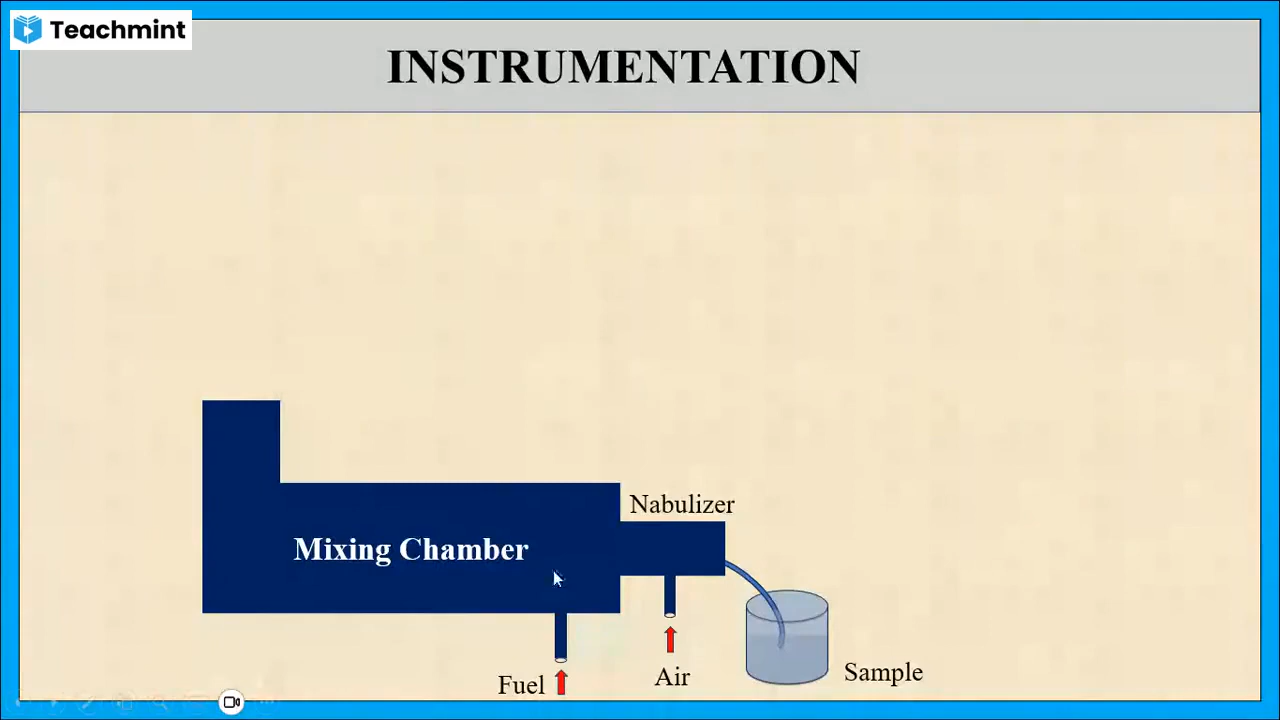 Teachmint
INSTRUMENTATION
Nabulizer
Mixing Chamber
Fuel
Air
Sample